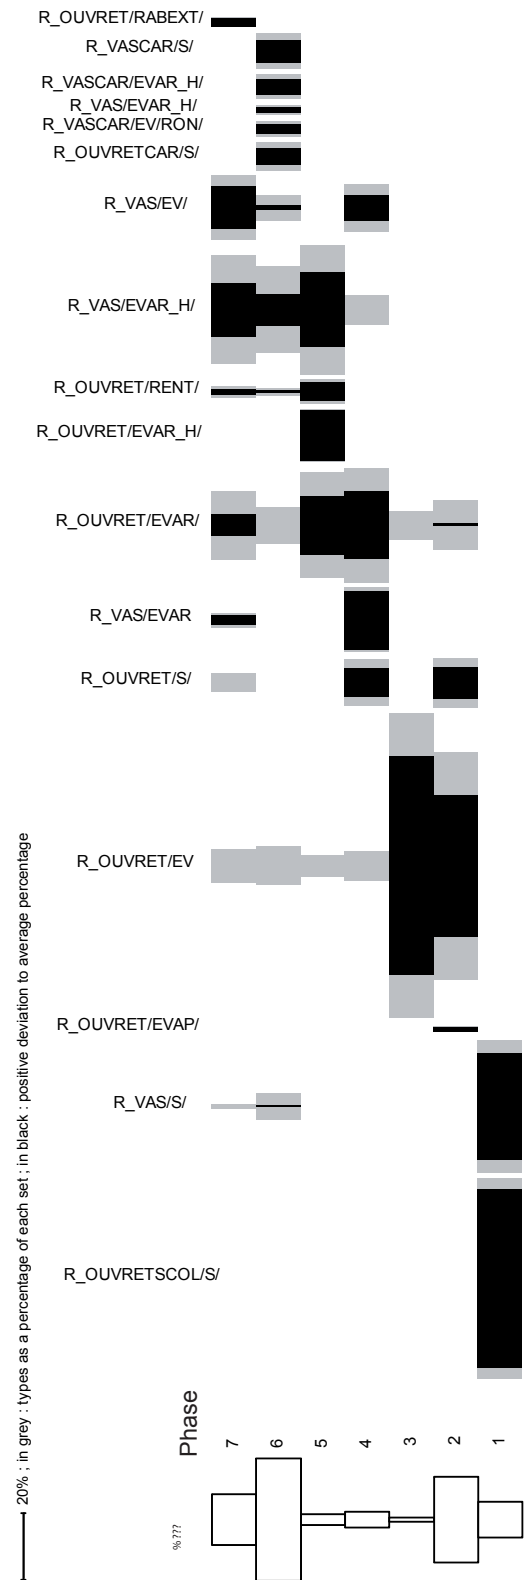 R_OUVRET/RABEXT/
R_VASCAR/S/
R_VASCAR/EVAR_H/
R_VAS/EVAR_H/
R_VASCAR/EV/RON/
R_OUVRETCAR/S/
R_VAS/EV/
R_VAS/EVAR_H/
R_OUVRET/RENT/
R_OUVRET/EVAR_H/
R_OUVRET/EVAR/
R_VAS/EVAR
R_OUVRET/S/
R_OUVRET/EV
R_OUVRET/EVAP/
R_VAS/S/
R_OUVRETSCOL/S/
Phase
7
6
5
4
3
2
1
% ???
20% ; in grey : types as a percentage of each set ; in black : positive deviation to average percentage